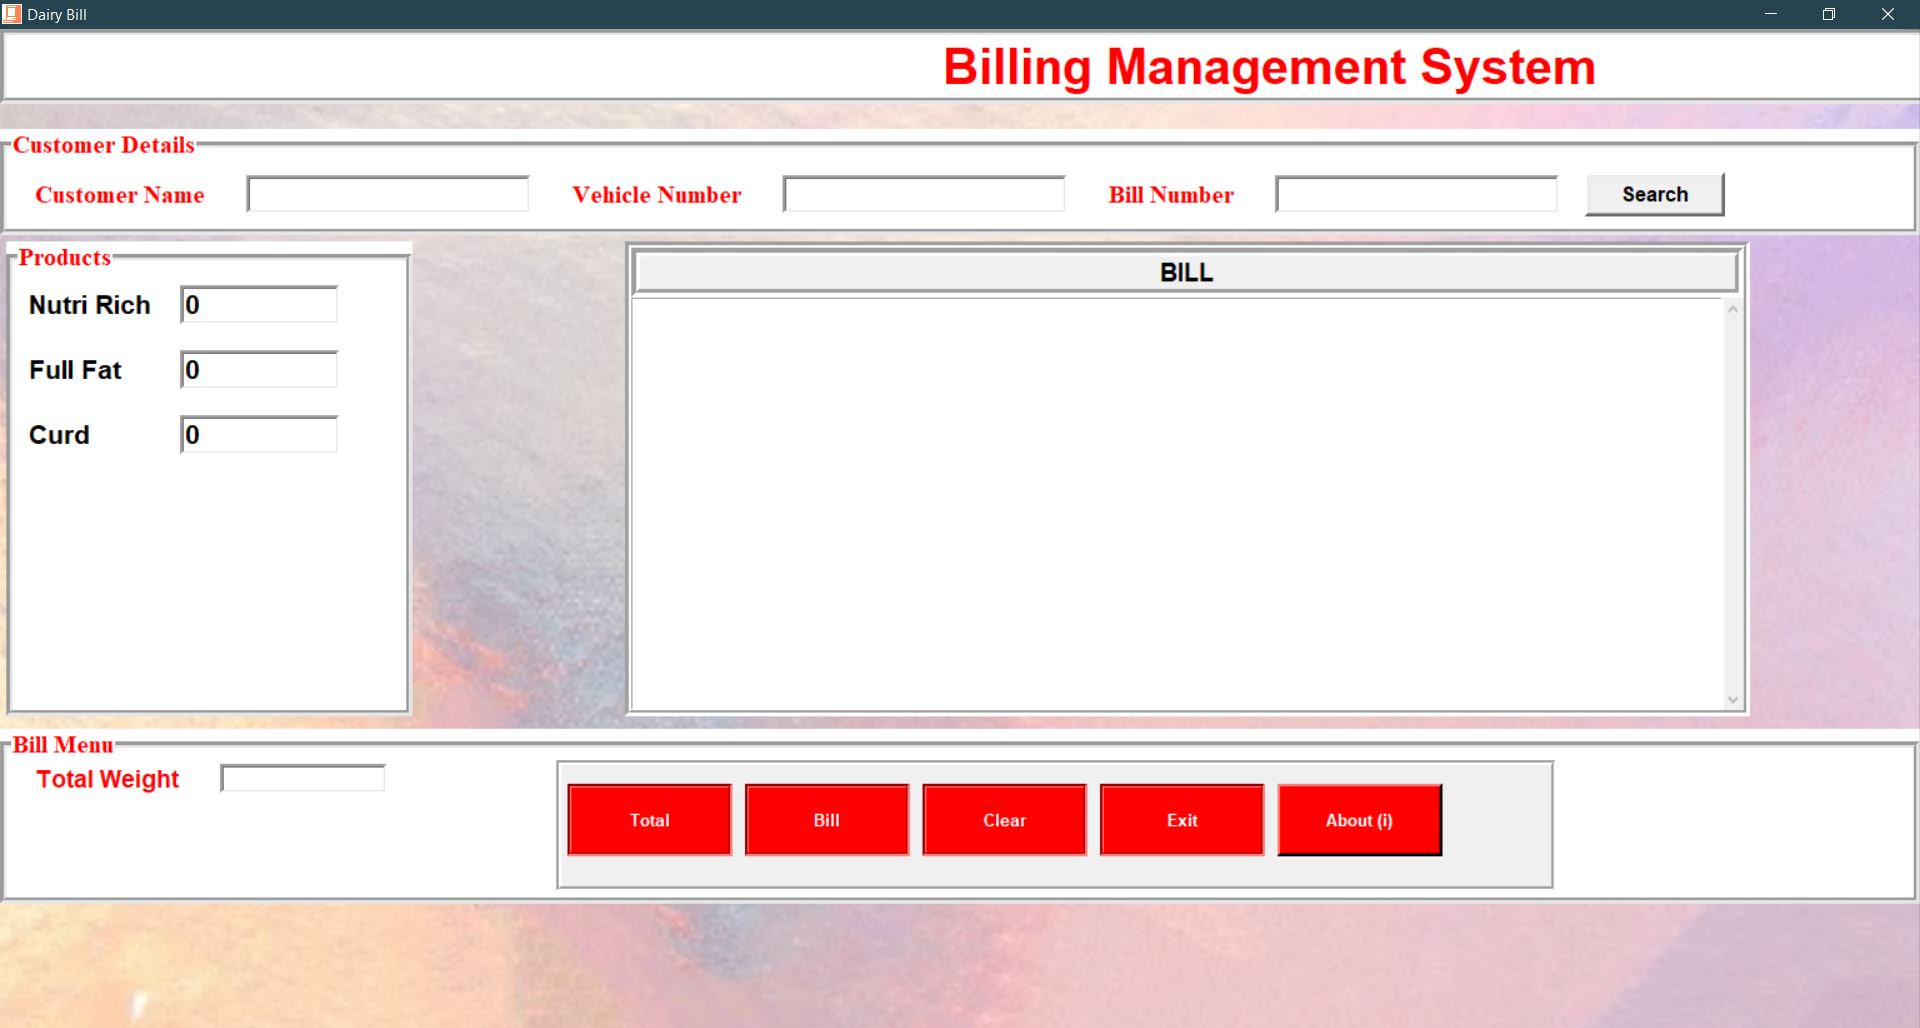 Dairy Bill
Billing Management System
Customer Details
Customer Name Vehicle Number Bill Number Search
Products
Nutri Rich 0
Full Fat 0
Curd 0
BILL
Bill Menu
Total Weight
Total Bill Clear Exit About (i)